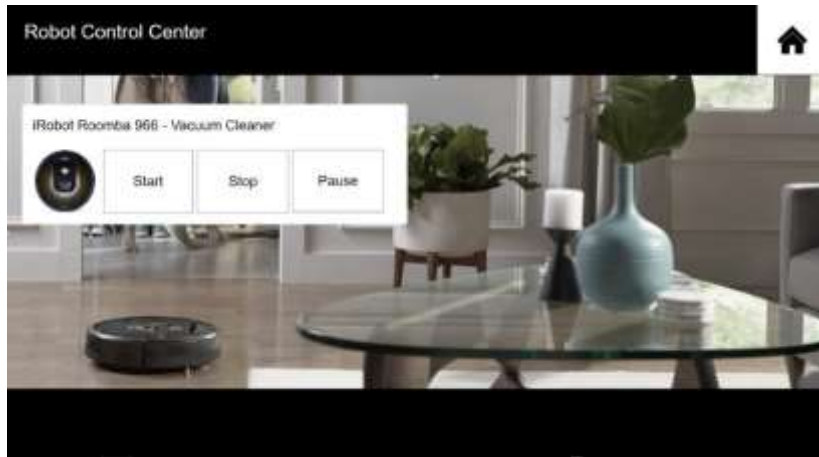 Robot Control Center
iRobot Roomba 966 - Vacuum Cleaner
Start
Stop
Pause